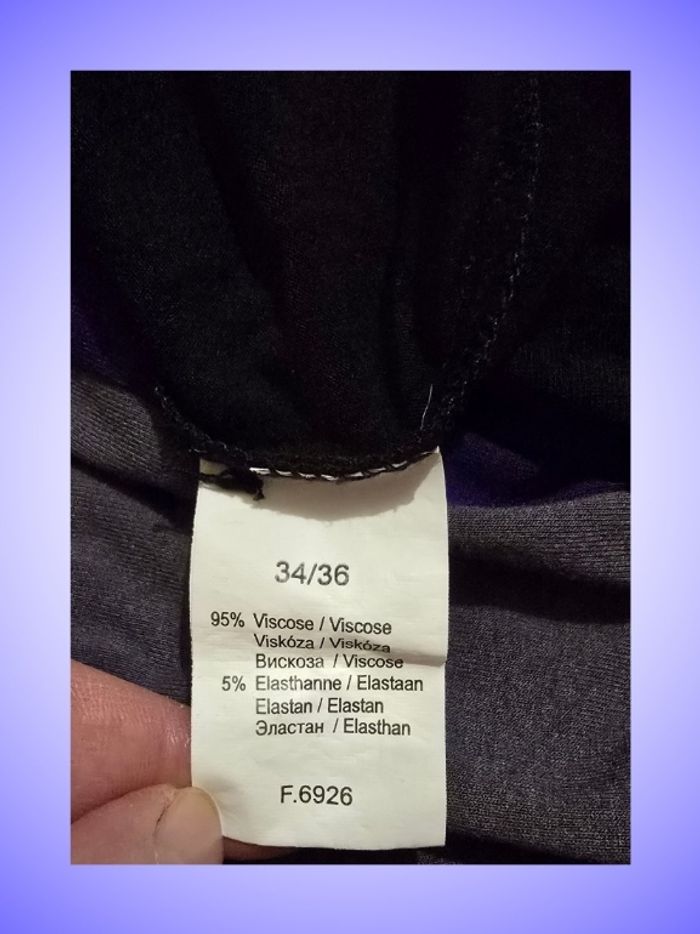 34/36
95% Viscose / Viscose
Viskóza / Viskóza
Вискоза / Viscose
5% Elasthanne / Elastaan
Elastan / Elastan
Эластан / Elasthan
F.6926